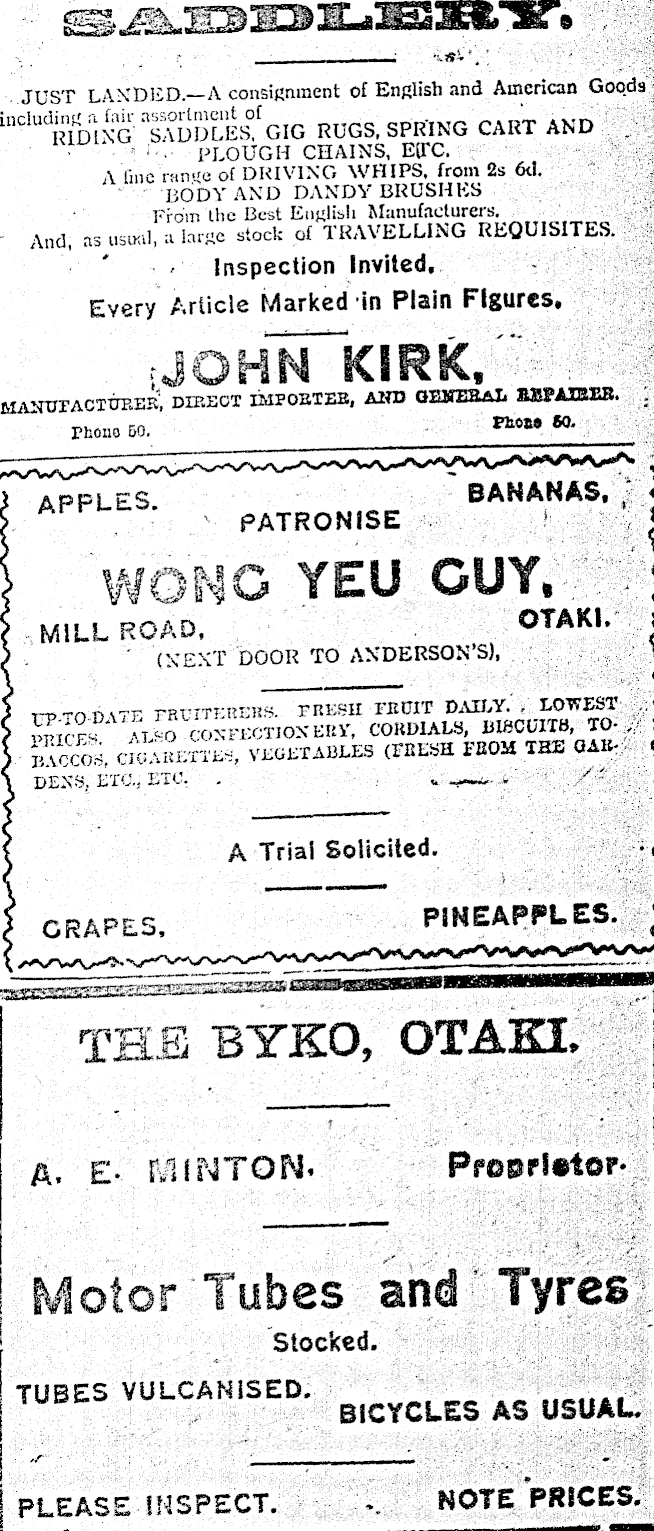 SADDLERY.
JUST LANDED.—A consignment of English and American Goods
including a fair assortment of
RIDING SADDLES, GIG RUGS, SPRING CART AND
PLOUGH CHAINS, ETC.
A fine range of DRIVING WHIPS, from 2s 6d.
BODY AND DANDY BRUSHES
From the Best English Manufacturers.
And, as usual, a large stock of TRAVELLING REQUISITES.
Inspection Invited.
Every Article Marked in Plain Figures.
JOHN KIRK,
MANUFACTURER, DIRECT IMPORTER, AND GENERAL REPAIRER.
Phone 50. Phone 50.
APPLES. BANANAS,
PATRONISE
WONG YEU GUY,
MILL ROAD, OTAKI.
(NEXT DOOR TO ANDERSON'S),
UP-TO-DATE FRUITERERS. FRESH FRUIT DAILY. LOWEST
PRICES. ALSO CONFECTIONERY, CORDIALS, BISCUITS, TO-
BACCOS, CIGARETTES, VEGETABLES (FRESH FROM THE GAR-
DENS, ETC., ETC.
A Trial Solicited.
GRAPES, PINEAPPLES.
THE BYKO, OTAKI.
A. E. MINTON. Proprietor.
Motor Tubes and Tyres
Stocked.
TUBES VULCANISED.
BICYCLES AS USUAL.
PLEASE INSPECT. NOTE PRICES.